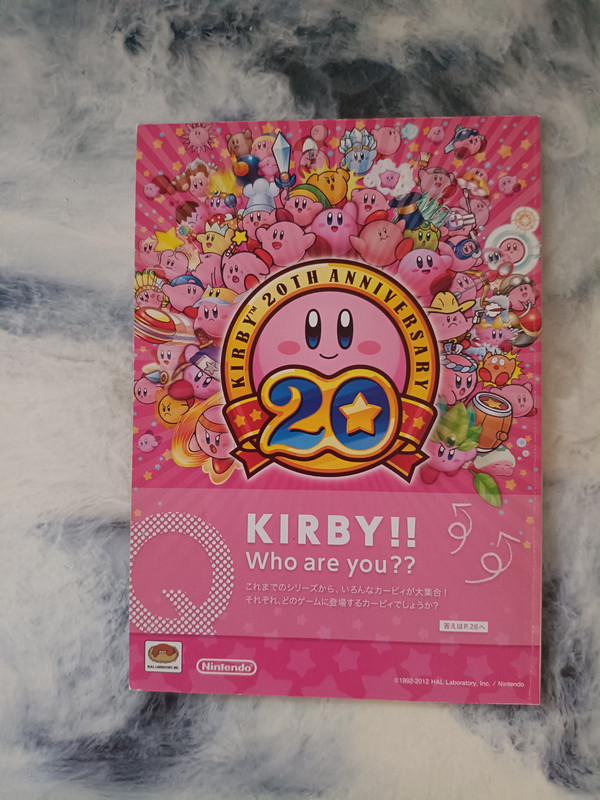 KIRBY™ 20TH ANNIVERSARY
20
Q
KIRBY!!
Who are you??
これまでのシリーズから、いろんなカービィが大集合！
それぞれ、どのゲームに登場するカービィでしょうか？
答えはP.28へ
HAL LABORATORY, INC.
Nintendo
©1992-2012 HAL Laboratory, Inc. / Nintendo